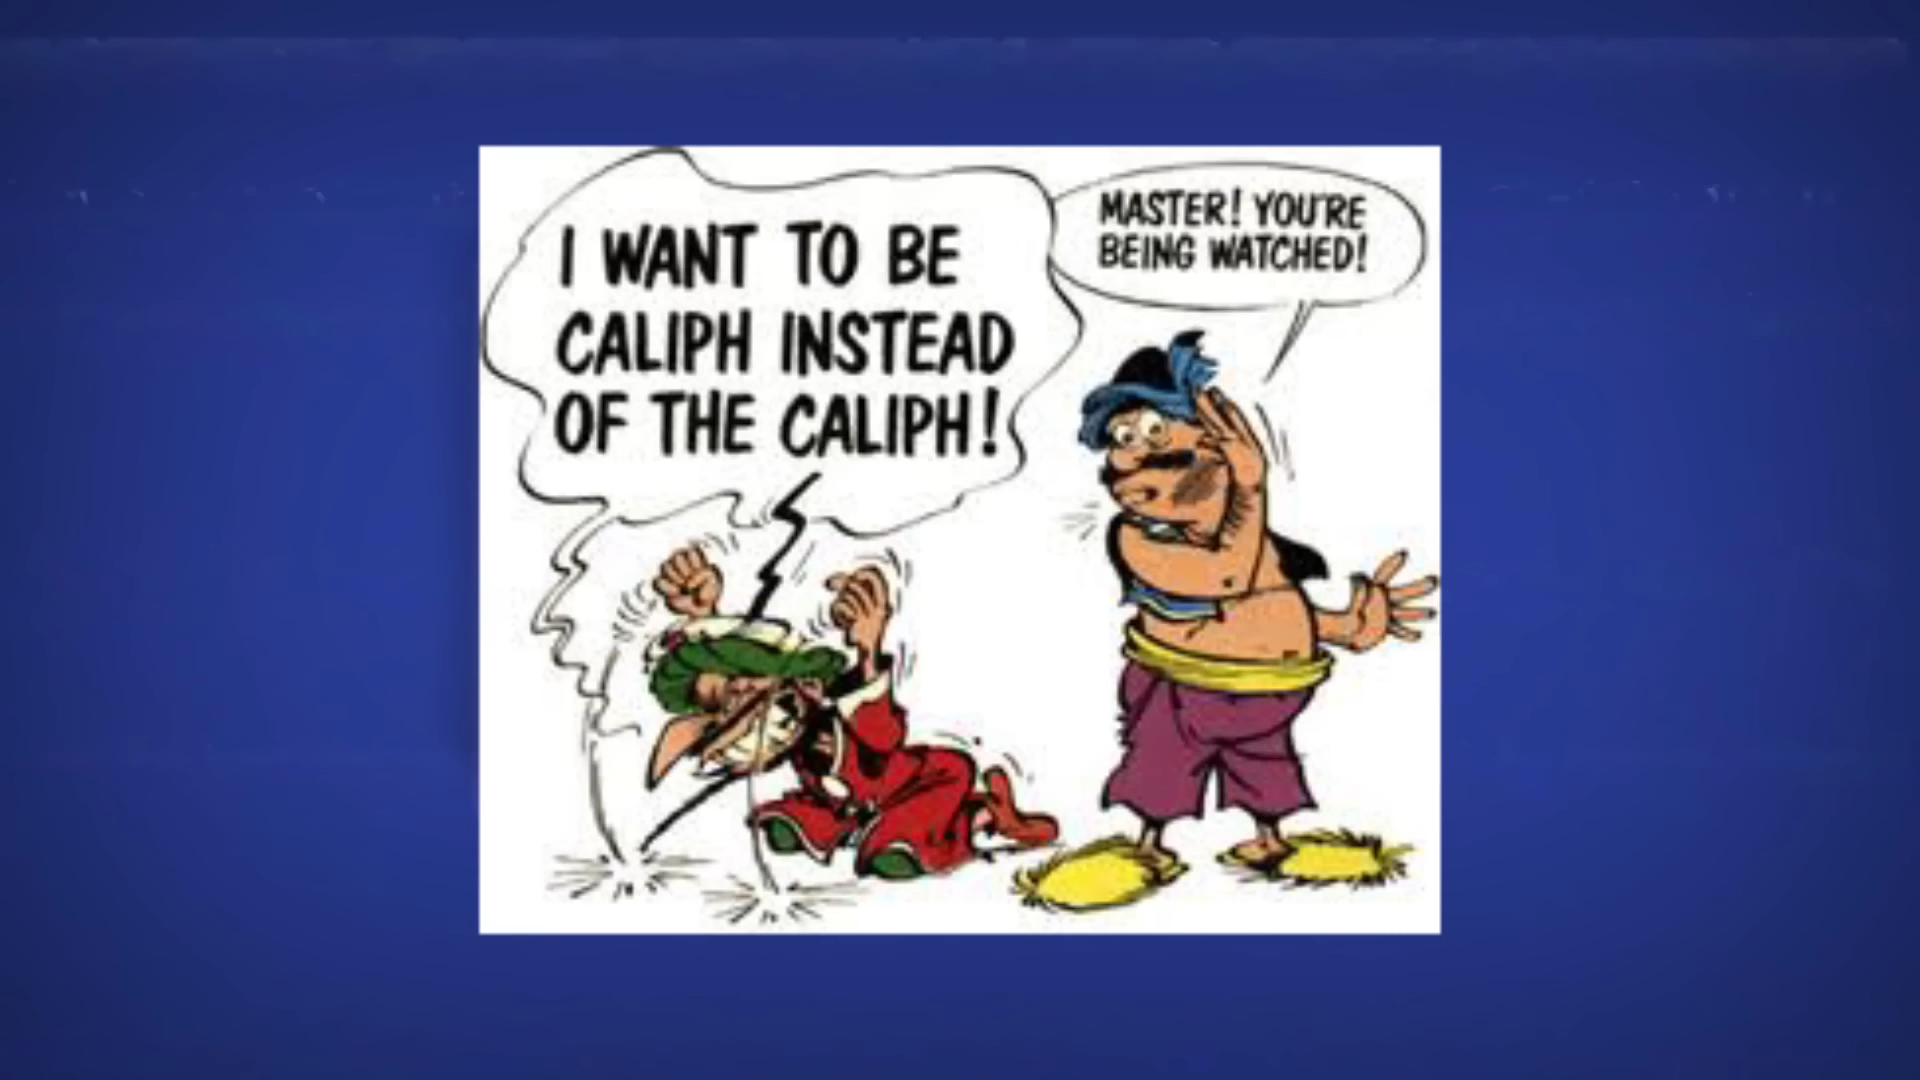 I WANT TO BE
CALIPH INSTEAD
OF THE CALIPH!
MASTER! YOU'RE
BEING WATCHED!